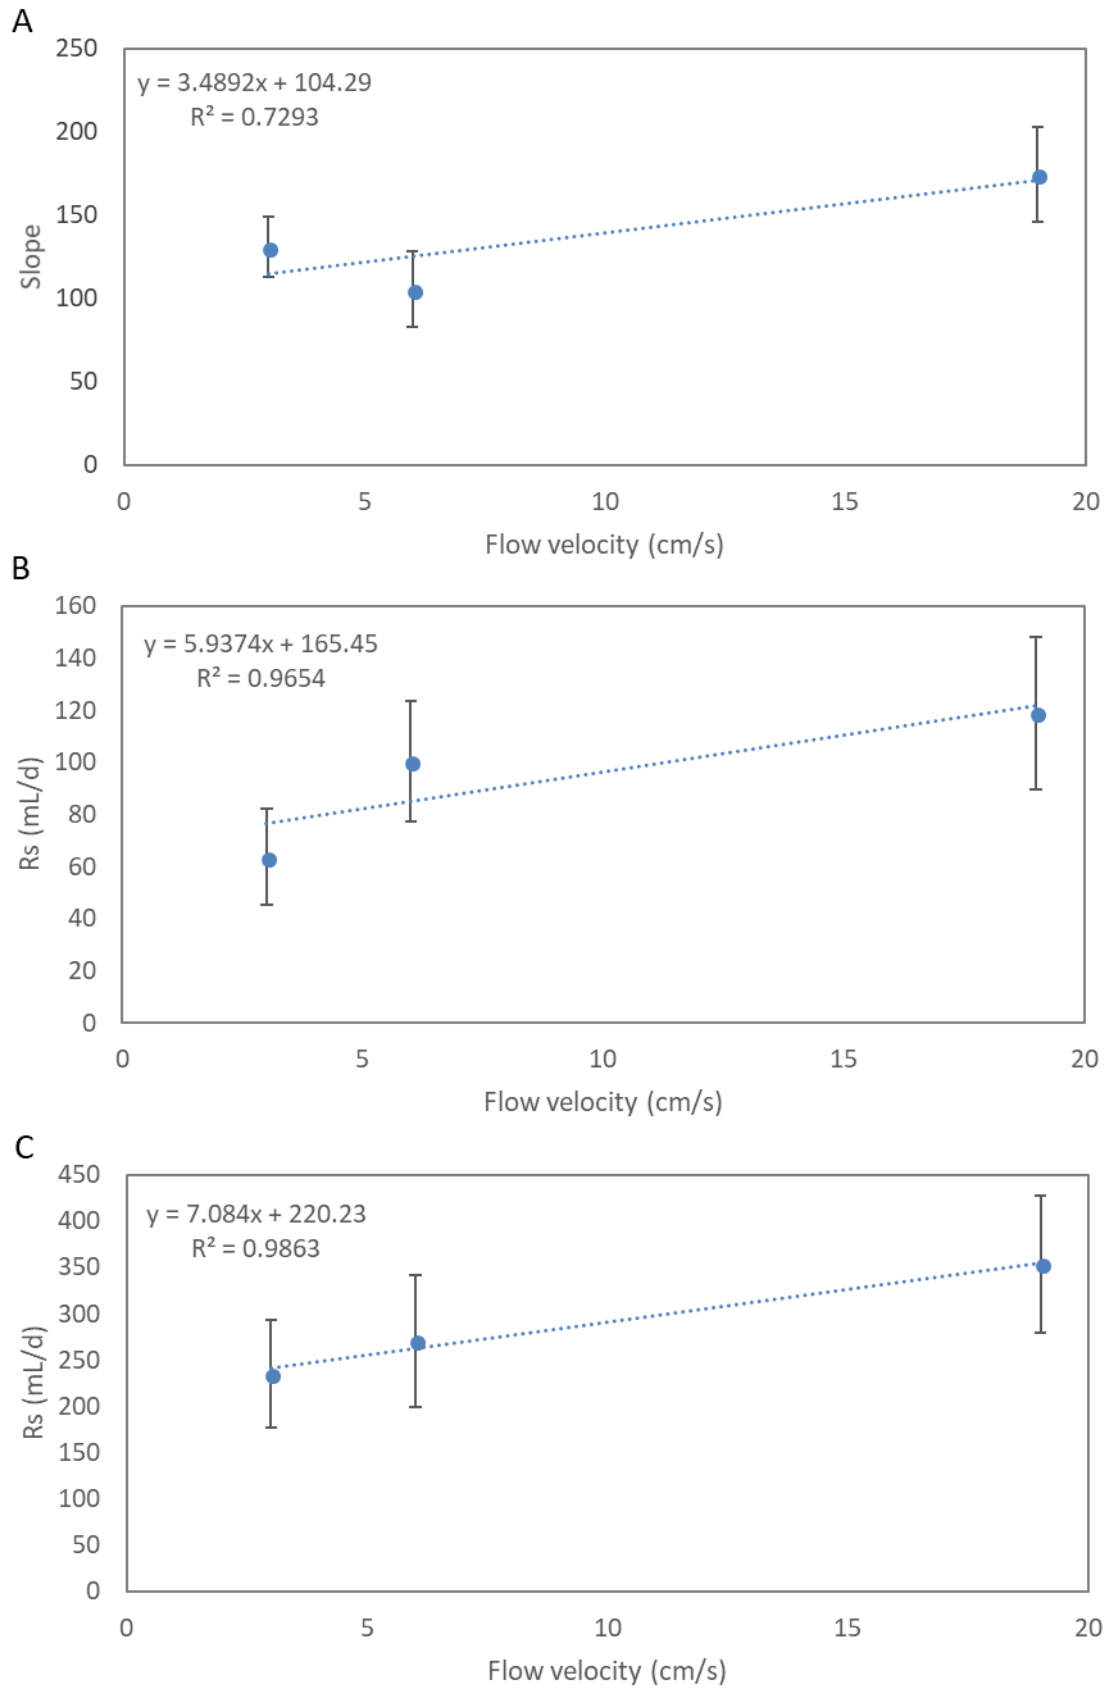 A
250
y = 3.4892x + 104.29
R² = 0.7293
200
150
Slope
100
50
0
0 5 10 15 20
Flow velocity (cm/s)
B
160
y = 5.9374x + 165.45
R² = 0.9654
140
120
100
Rs (mL/d)
80
60
40
20
0
0 5 10 15 20
Flow velocity (cm/s)
C
450
y = 7.084x + 220.23
R² = 0.9863
400
350
300
Rs (mL/d)
250
200
150
100
50
0
0 5 10 15 20
Flow velocity (cm/s)